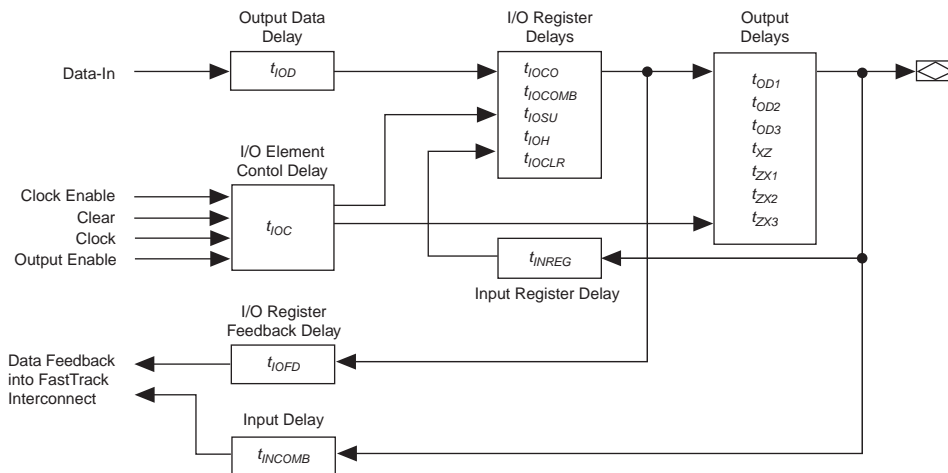 Output Data
Delay
I/O Register
Delays
Output
Delays
Data-In
tIOD
tIOCO
tIOCOMB
tIOSU
tIOH
tIOCLR
tOD1
tOD2
tOD3
tXZ
tZX1
tZX2
tZX3
I/O Element
Contol Delay
Clock Enable
Clear
Clock
Output Enable
tIOC
tINREG
Input Register Delay
I/O Register
Feedback Delay
Data Feedback
into FastTrack
Interconnect
tIOFD
Input Delay
tINCOMB